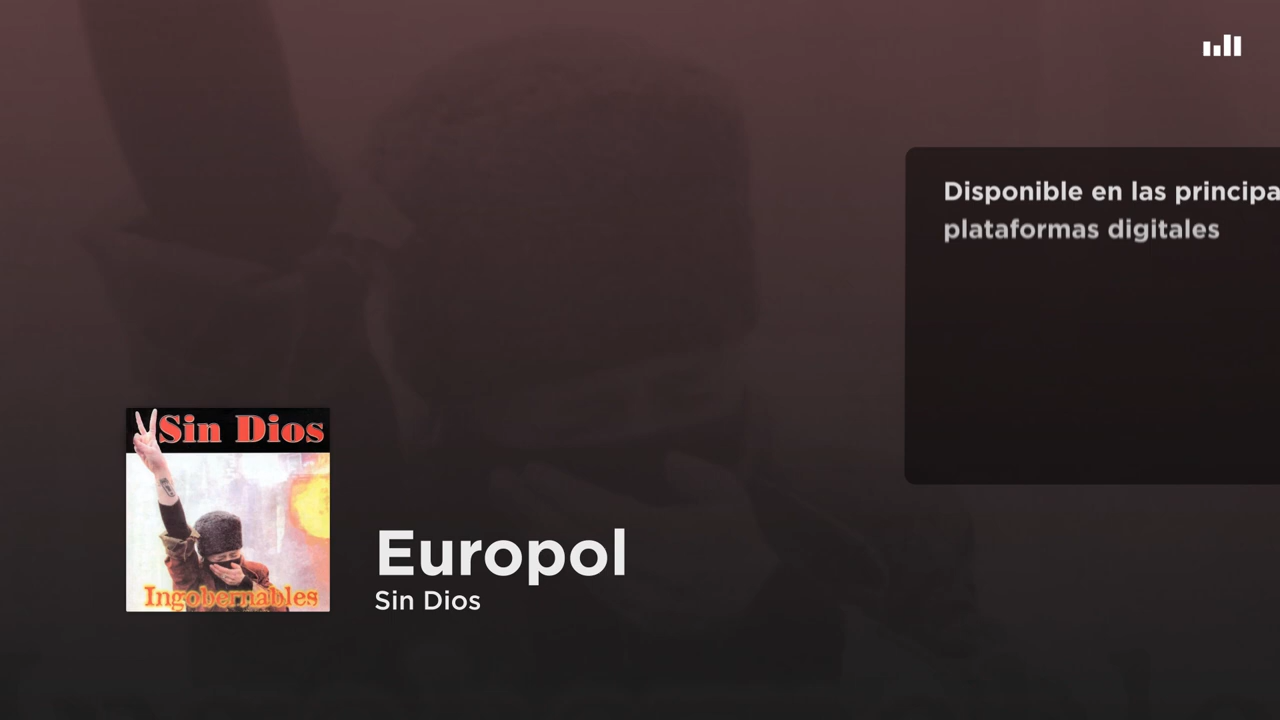 Disponible en las principa
plataformas digitales
Sin Dios
Ingobernables
Europol
Sin Dios